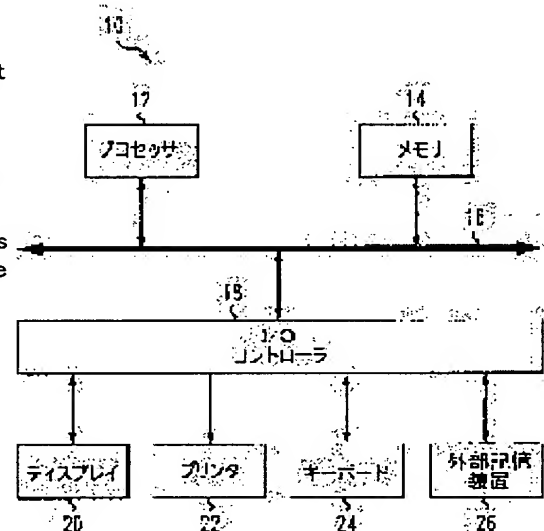 10
t
12
14
プロセッサ
メモリ
16
s
e
18
I/O
コントローラ
ディスプレイ
プリンタ
キーボード
外部記憶
装置
20
22
24
26